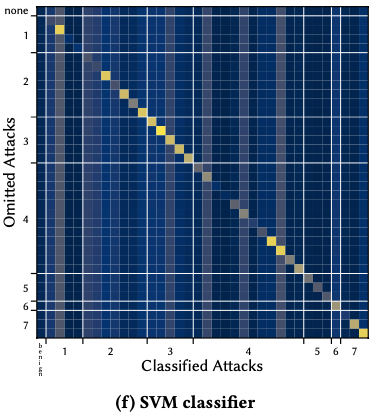 none
1
2
3
4
5
6
7
Omitted Attacks
benign 1 2 3 4 5 6 7
Classified Attacks
(f) SVM classifier